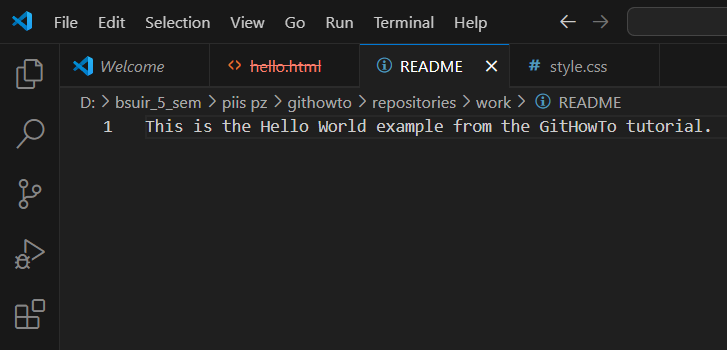 File Edit Selection View Go Run Terminal Help
Welcome hello.html README style.css
D: > bsuir_5_sem > piis pz > githowto > repositories > work > README
1 This is the Hello World example from the GitHowTo tutorial.